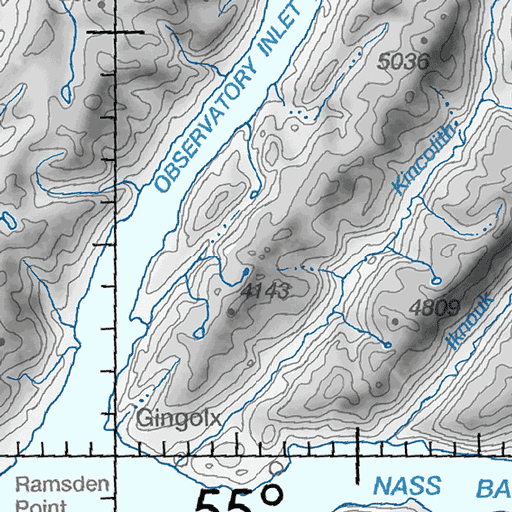 OBSERVATORY INLET
5036
Kincolith
4143
4809
Iknouk
Gingolx
Ramsden
Point
55°
NASS BA